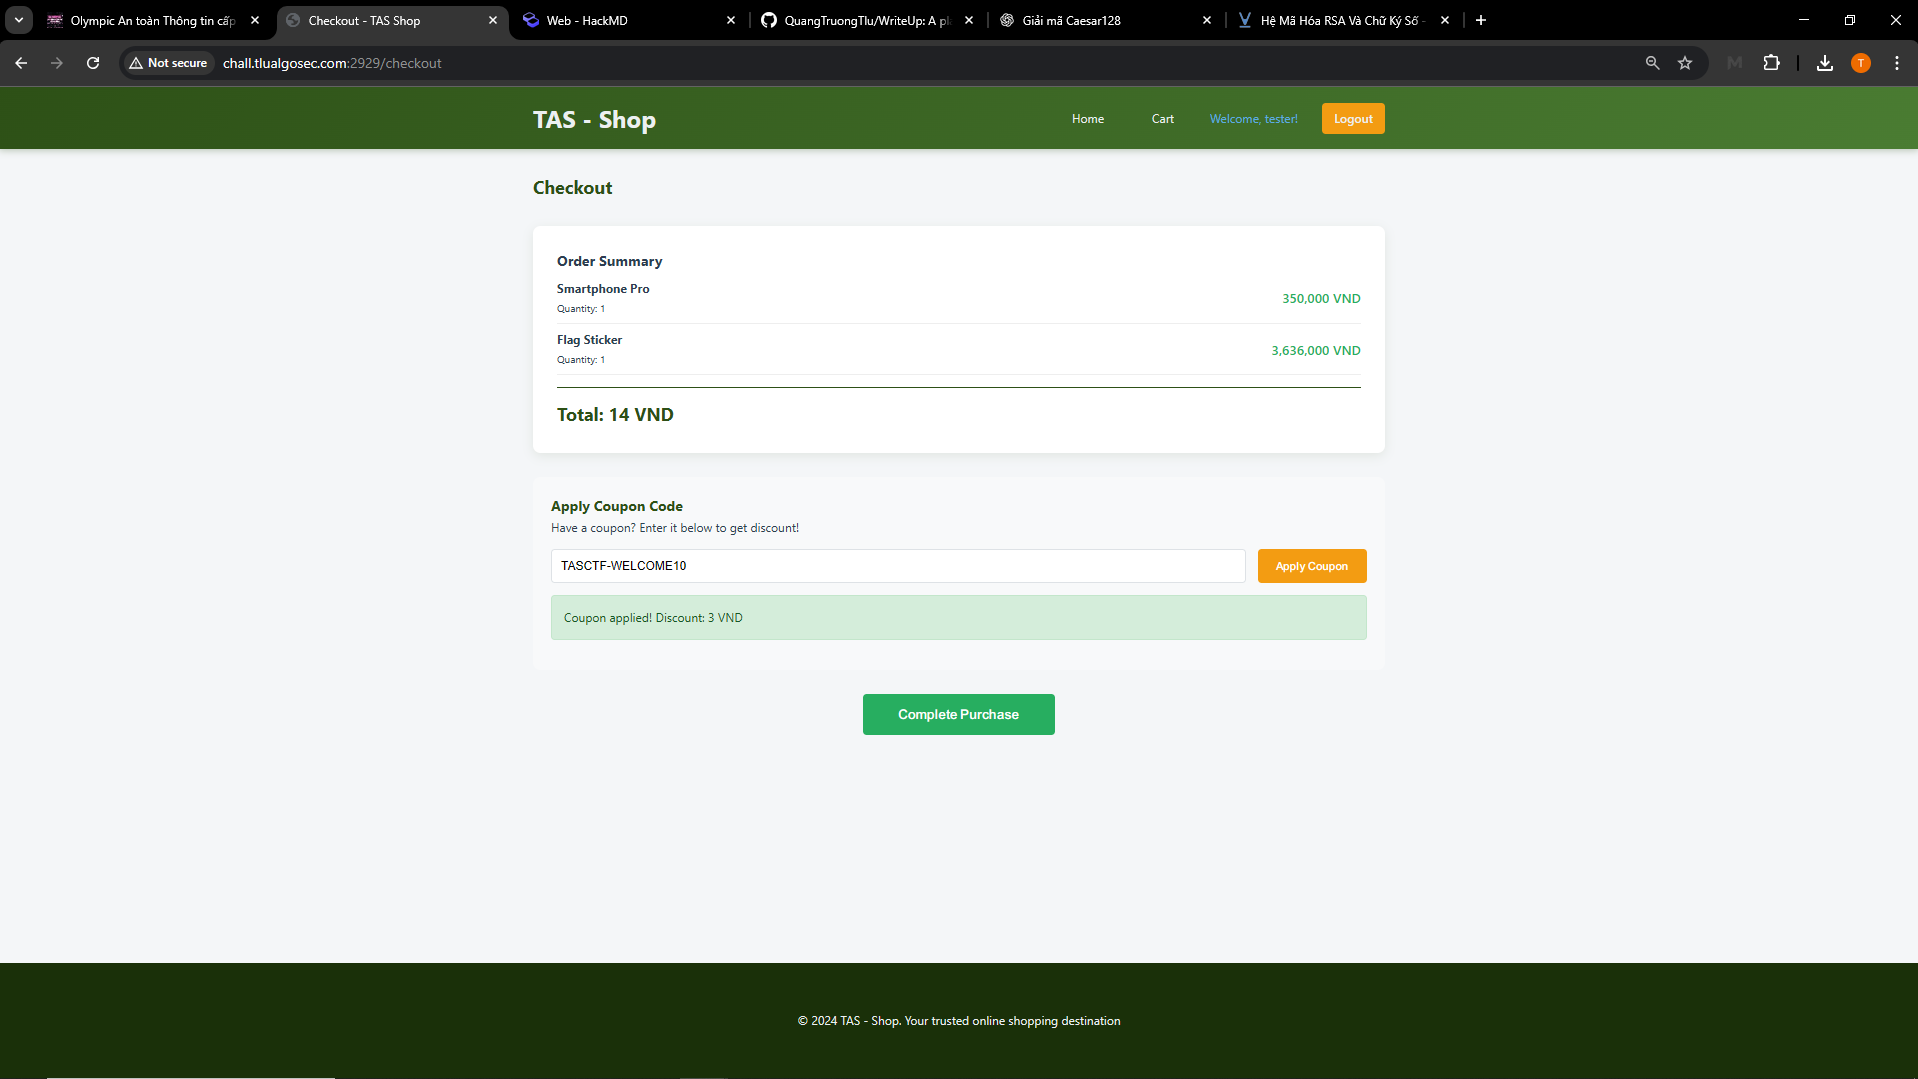 Olympic An toàn Thông tin cấp
Checkout - TAS Shop
Web - HackMD
QuangTruongTlu/WriteUp: A pl
Giải mã Caesar128
Hệ Mã Hóa RSA Và Chữ Ký Số -
Not secure
chall.tlualgosec.com:2929/checkout
T
TAS - Shop
Home
Cart
Welcome, tester!
Logout
Checkout
Order Summary
Smartphone Pro
Quantity: 1
350,000 VND
Flag Sticker
Quantity: 1
3,636,000 VND
Total: 14 VND
Apply Coupon Code
Have a coupon? Enter it below to get discount!
TASCTF-WELCOME10
Apply Coupon
Coupon applied! Discount: 3 VND
Complete Purchase
© 2024 TAS - Shop. Your trusted online shopping destination